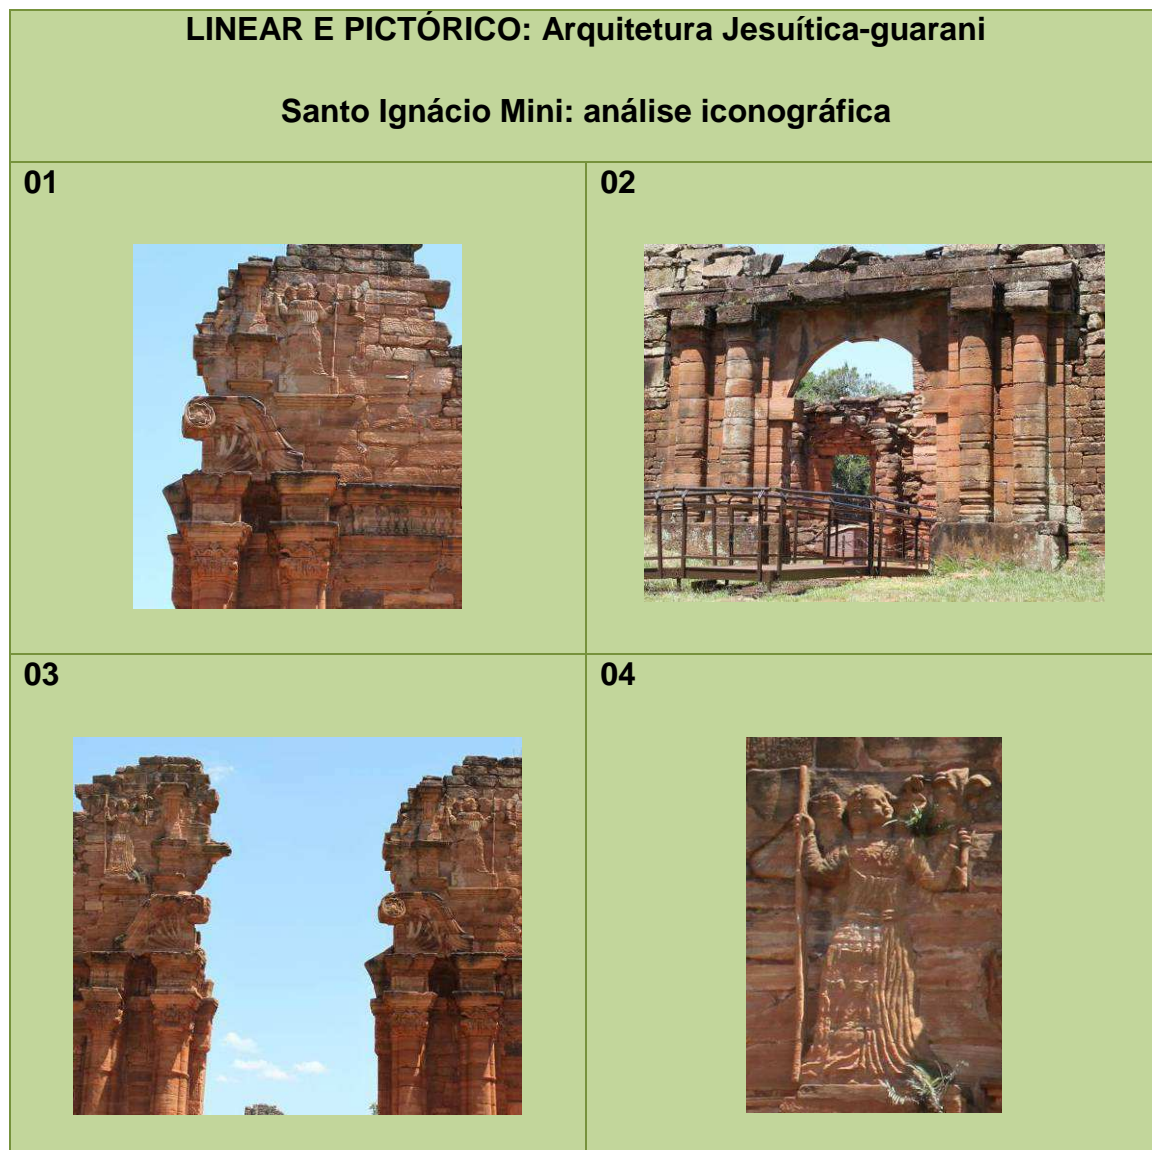 LINEAR E PICTÓRICO: Arquitetura Jesuítica-guarani
Santo Ignácio Mini: análise iconográfica
01
02
03
04